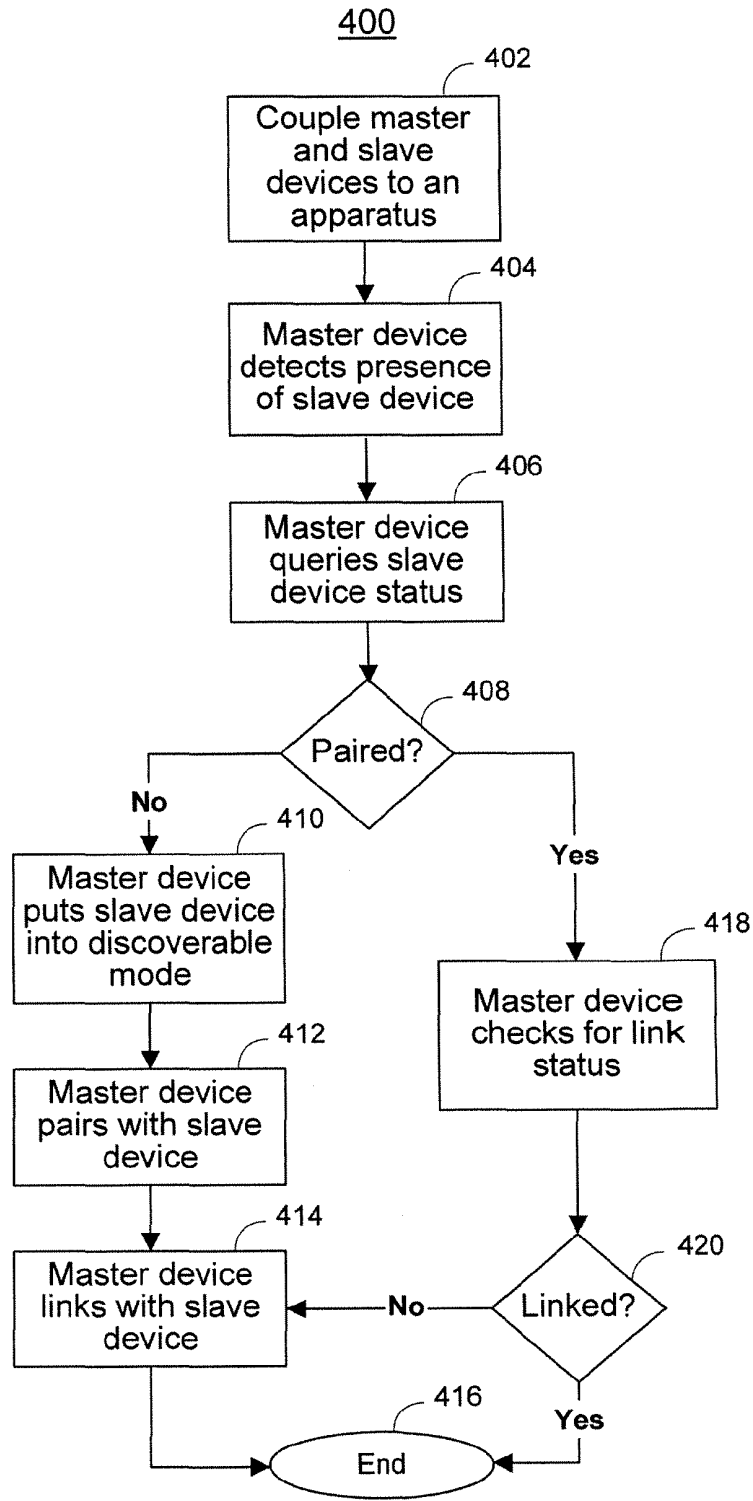 400
402
Couple master
and slave
devices to an
apparatus
404
Master device
detects presence
of slave device
406
Master device
queries slave
device status
408
Paired?
No
Yes
410
Master device
puts slave device
into discoverable
mode
418
Master device
checks for link
status
412
Master device
pairs with slave
device
414
Master device
links with slave
device
420
Linked?
No
Yes
416
End